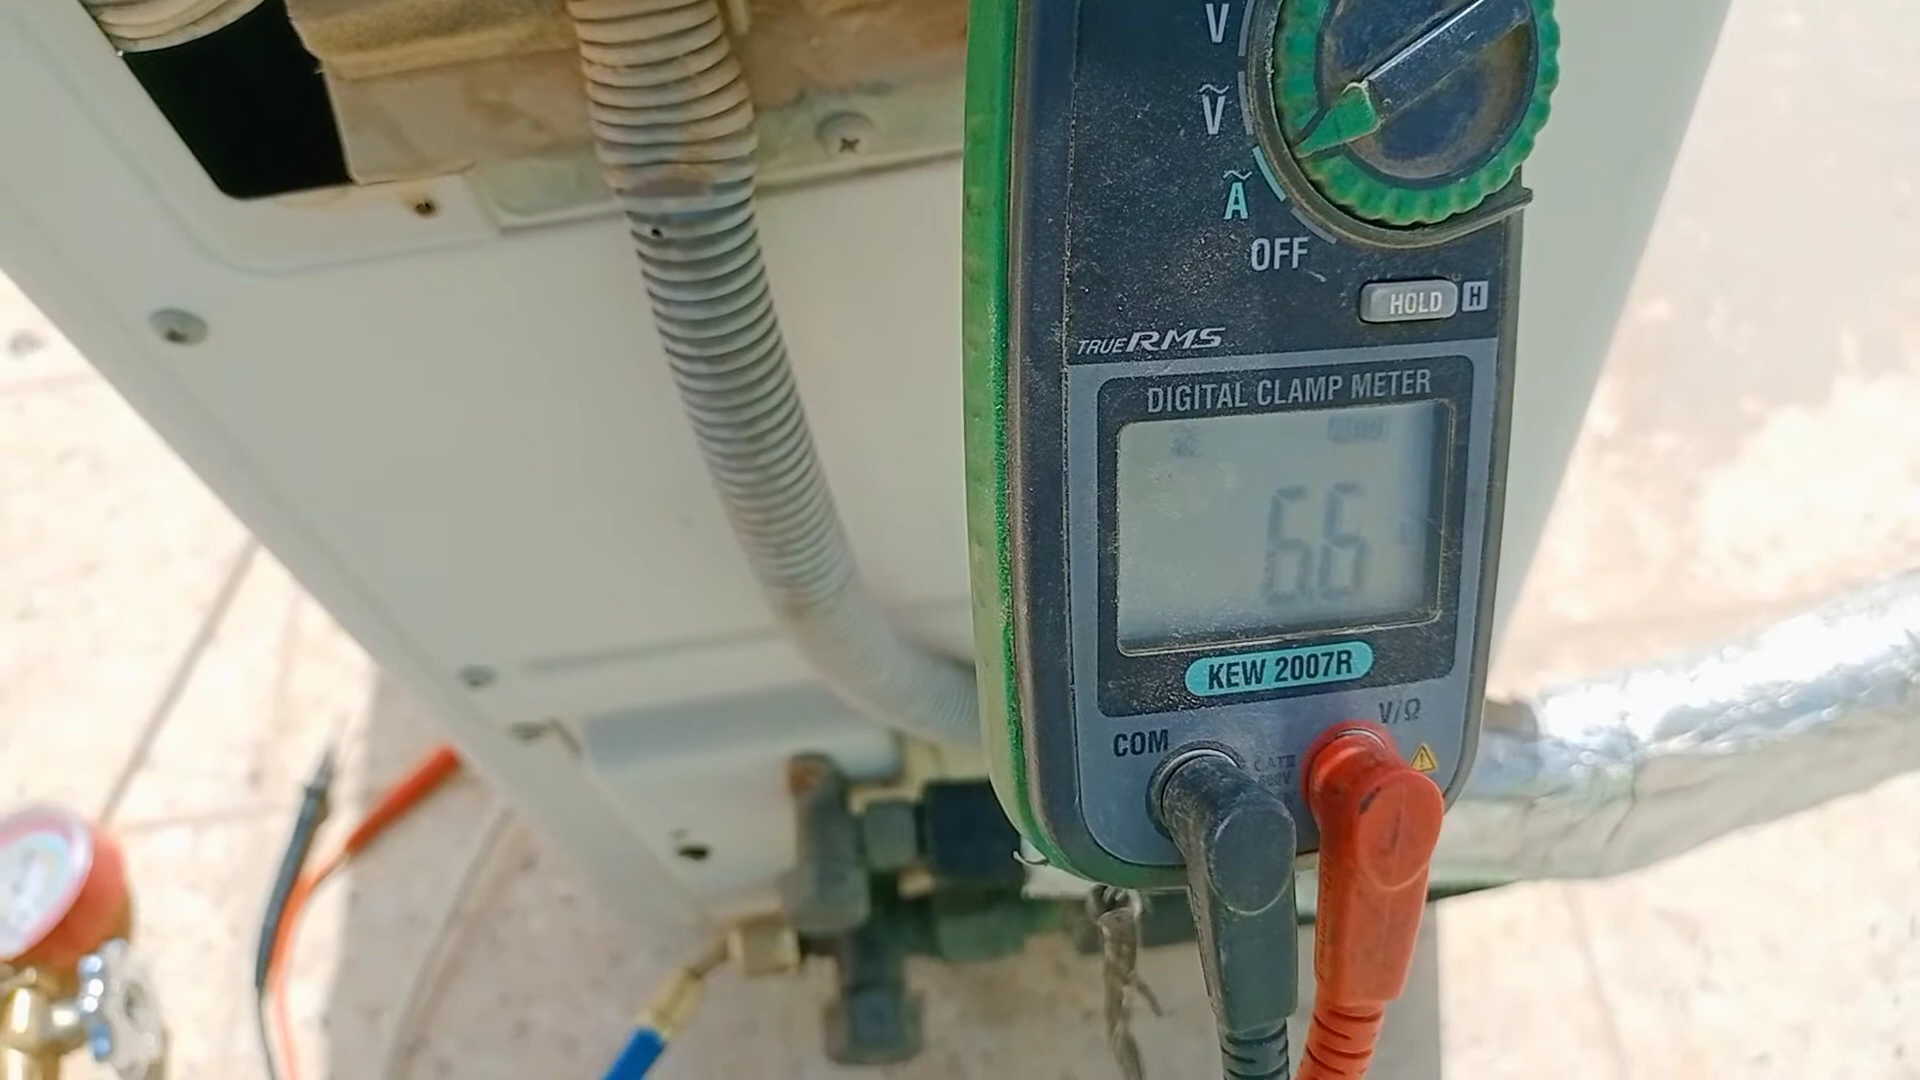 V
Ṽ
Ã
OFF
HOLD H
TRUE RMS
DIGITAL CLAMP METER
6.6
KEW 2007R
V/Ω
COM